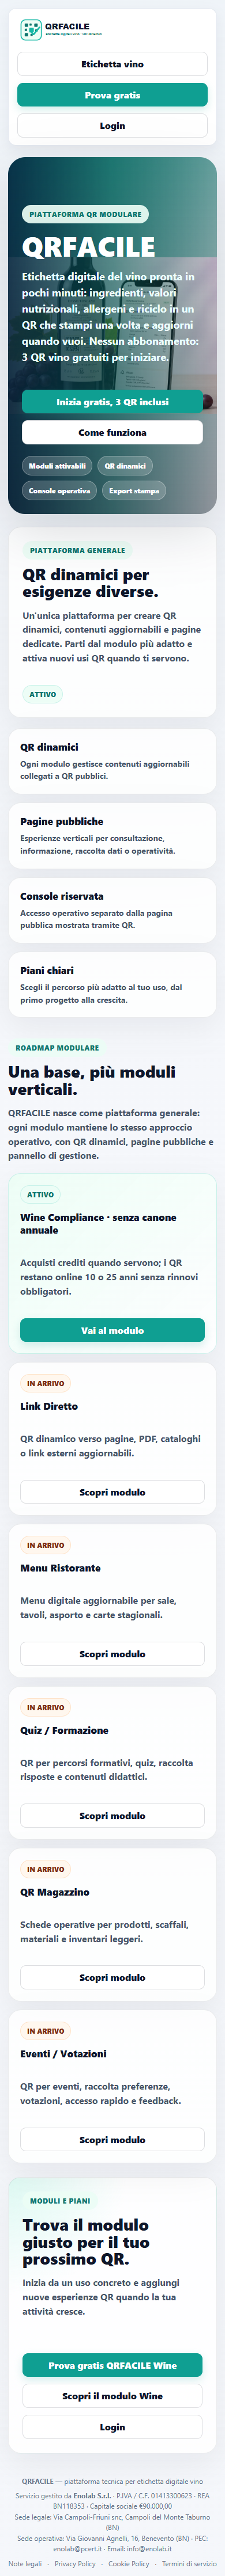 QRFACILE
etichetta digitale vino · QR dinamici
Etichetta vino
Prova gratis
Login
PIATTAFORMA QR MODULARE
QRFACILE
Etichetta digitale del vino pronta in
pochi minuti: ingredienti, valori
nutrizionali, allergeni e riciclo in un
QR che stampi una volta e aggiorni
quando vuoi. Nessun abbonamento:
3 QR vino gratuiti per iniziare.
Inizia gratis, 3 QR inclusi
Come funziona
Moduli attivabili
QR dinamici
Console operativa
Export stampa
PIATTAFORMA GENERALE
QR dinamici per
esigenze diverse.
Un'unica piattaforma per creare QR
dinamici, contenuti aggiornabili e pagine
dedicate. Parti dal modulo più adatto e
attiva nuovi usi QR quando ti servono.
ATTIVO
QR dinamici
Ogni modulo gestisce contenuti aggiornabili
collegati a QR pubblici.
Pagine pubbliche
Esperienze verticali per consultazione,
informazione, raccolta dati o operatività.
Console riservata
Accesso operativo separato dalla pagina
pubblica mostrata tramite QR.
Piani chiari
Scegli il percorso più adatto al tuo uso, dal
primo progetto alla crescita.
ROADMAP MODULARE
Una base, più moduli
verticali.
QRFACILE nasce come piattaforma generale:
ogni modulo mantiene lo stesso approccio
operativo, con QR dinamici, pagine pubbliche e
pannello di gestione.
ATTIVO
Wine Compliance · senza canone
annuale
Acquisti crediti quando servono; i QR
restano online 10 o 25 anni senza rinnovi
obbligatori.
Vai al modulo
IN ARRIVO
Link Diretto
QR dinamico verso pagine, PDF, cataloghi
o link esterni aggiornabili.
Scopri modulo
IN ARRIVO
Menu Ristorante
Menu digitale aggiornabile per sale,
tavoli, asporto e carte stagionali.
Scopri modulo
IN ARRIVO
Quiz / Formazione
QR per percorsi formativi, quiz, raccolta
risposte e contenuti didattici.
Scopri modulo
IN ARRIVO
QR Magazzino
Schede operative per prodotti, scaffali,
materiali e inventari leggeri.
Scopri modulo
IN ARRIVO
Eventi / Votazioni
QR per eventi, raccolta preferenze,
votazioni, accesso rapido e feedback.
Scopri modulo
MODULI E PIANI
Trova il modulo
giusto per il tuo
prossimo QR.
Inizia da un uso concreto e aggiungi
nuove esperienze QR quando la tua
attività cresce.
Prova gratis QRFACILE Wine
Scopri il modulo Wine
Login
QRFACILE — piattaforma tecnica per etichetta digitale vino
Servizio gestito da Enolab S.r.l. · P.IVA / C.F. 01413300623 · REA
BN118353 · Capitale sociale €90.000,00
Sede legale: Via Campoli-Friuni snc, Campoli del Monte Taburno
(BN)
Sede operativa: Via Giovanni Agnelli, 16, Benevento (BN) · PEC:
enolab@pcert.it · Email: info@enolab.it
Note legali · Privacy Policy · Cookie Policy · Termini di servizio